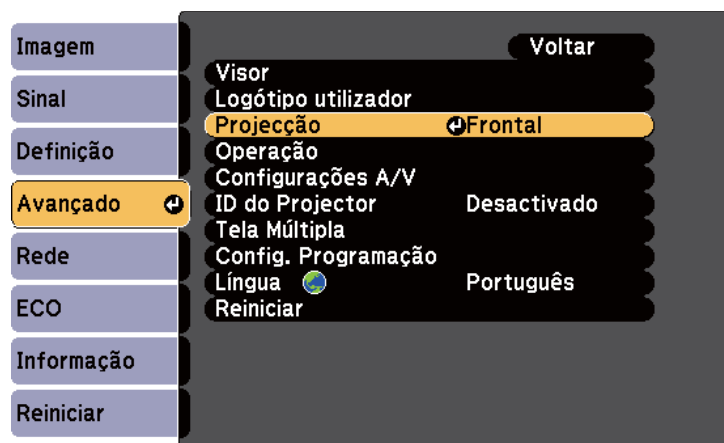 Imagem
Sinal
Definição
Avançado
Rede
ECO
Informação
Reiniciar
Voltar
Visor
Logótipo utilizador
Projecção Frontal
Operação
Configurações A/V
ID do Projector Desactivado
Tela Múltipla
Config. Programação
Língua Português
Reiniciar